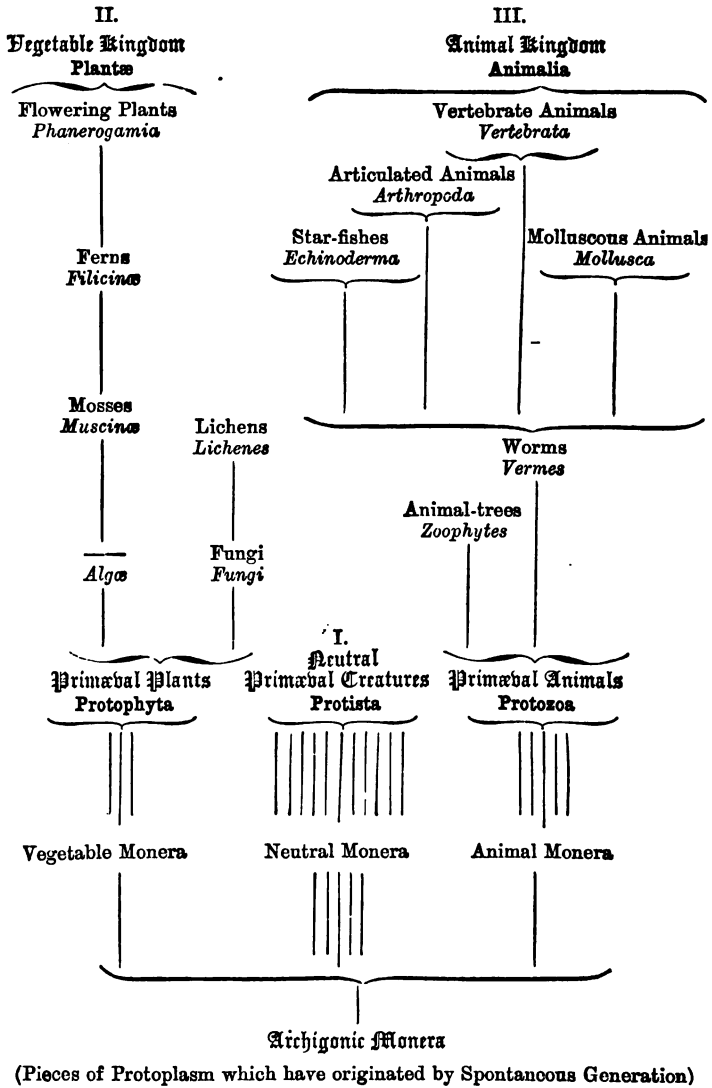 II.
Vegetable Kingdom
Plantæ
Flowering Plants
Phanerogamia
Ferns
Filicinæ
Mosses
Muscinæ
Lichens
Lichenes
Algæ
Fungi
Fungi
Primæval Plants
Protophyta
Vegetable Monera
III.
Animal Kingdom
Animalia
Vertebrate Animals
Vertebrata
Articulated Animals
Arthropoda
Star-fishes
Echinoderma
Molluscous Animals
Mollusca
Worms
Vermes
Animal-trees
Zoophytes
Primæval Animals
Protozoa
Animal Monera
I.
Neutral
Primæval Creatures
Protista
Neutral Monera
Archigonic Monera
(Pieces of Protoplasm which have originated by Spontaneous Generation)